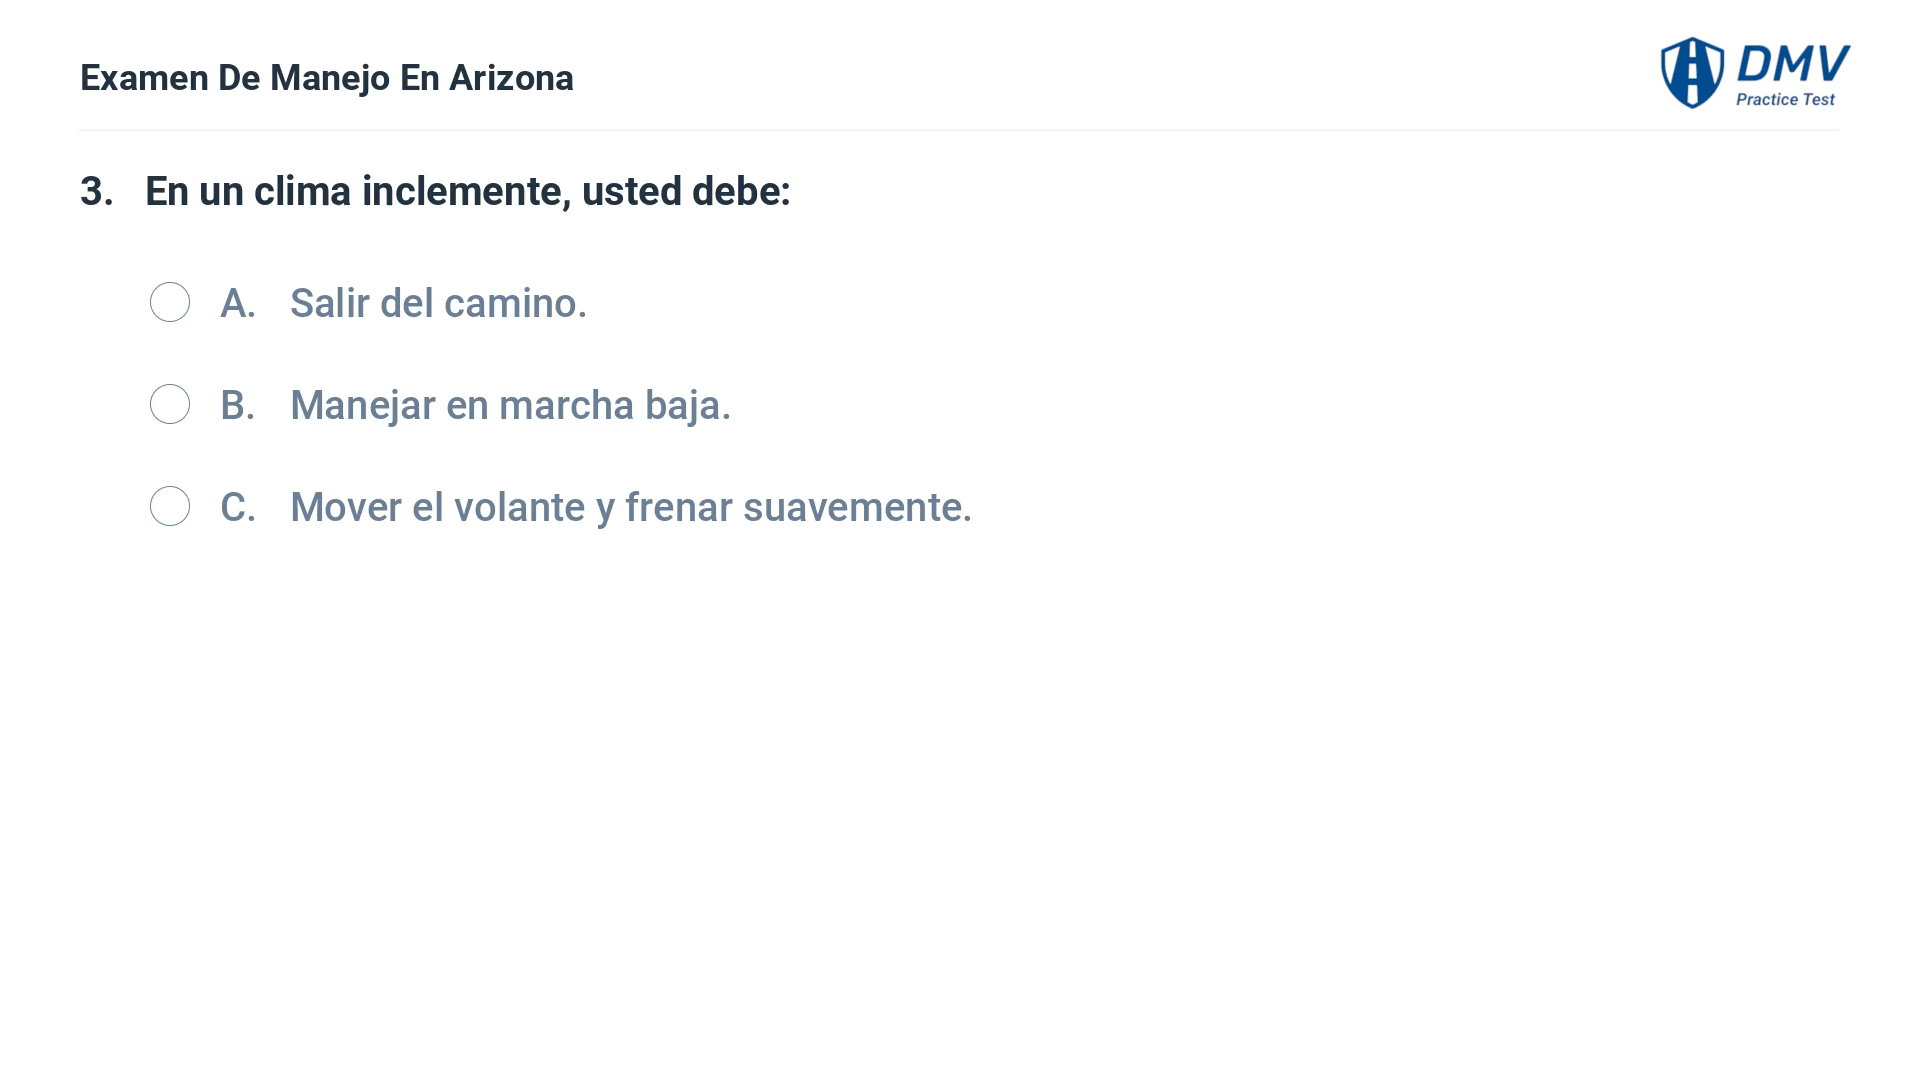 Examen De Manejo En Arizona
DMV
Practice Test
3. En un clima inclemente, usted debe:
A. Salir del camino.
B. Manejar en marcha baja.
C. Mover el volante y frenar suavemente.